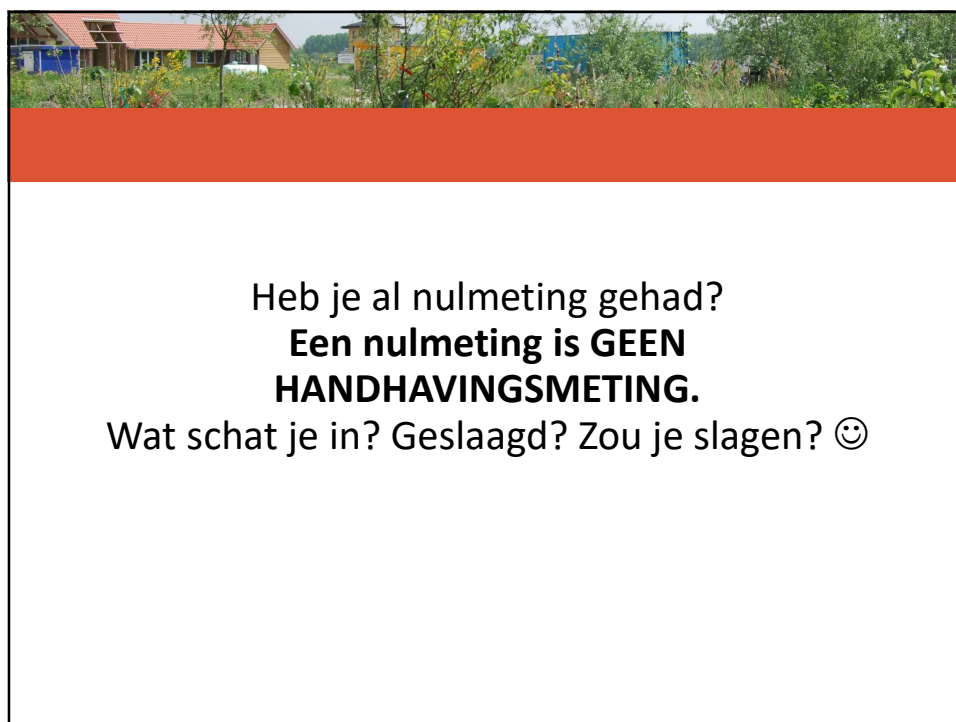 Heb je al nulmeting gehad?
Een nulmeting is GEEN
HANDHAVINGSMETING.
Wat schat je in? Geslaagd? Zou je slagen? ☺